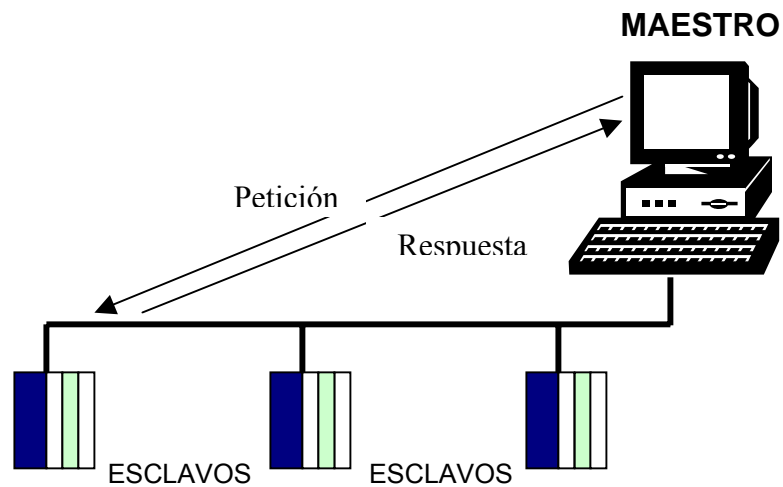 MAESTRO
Petición
Respuesta
ESCLAVOS
ESCLAVOS